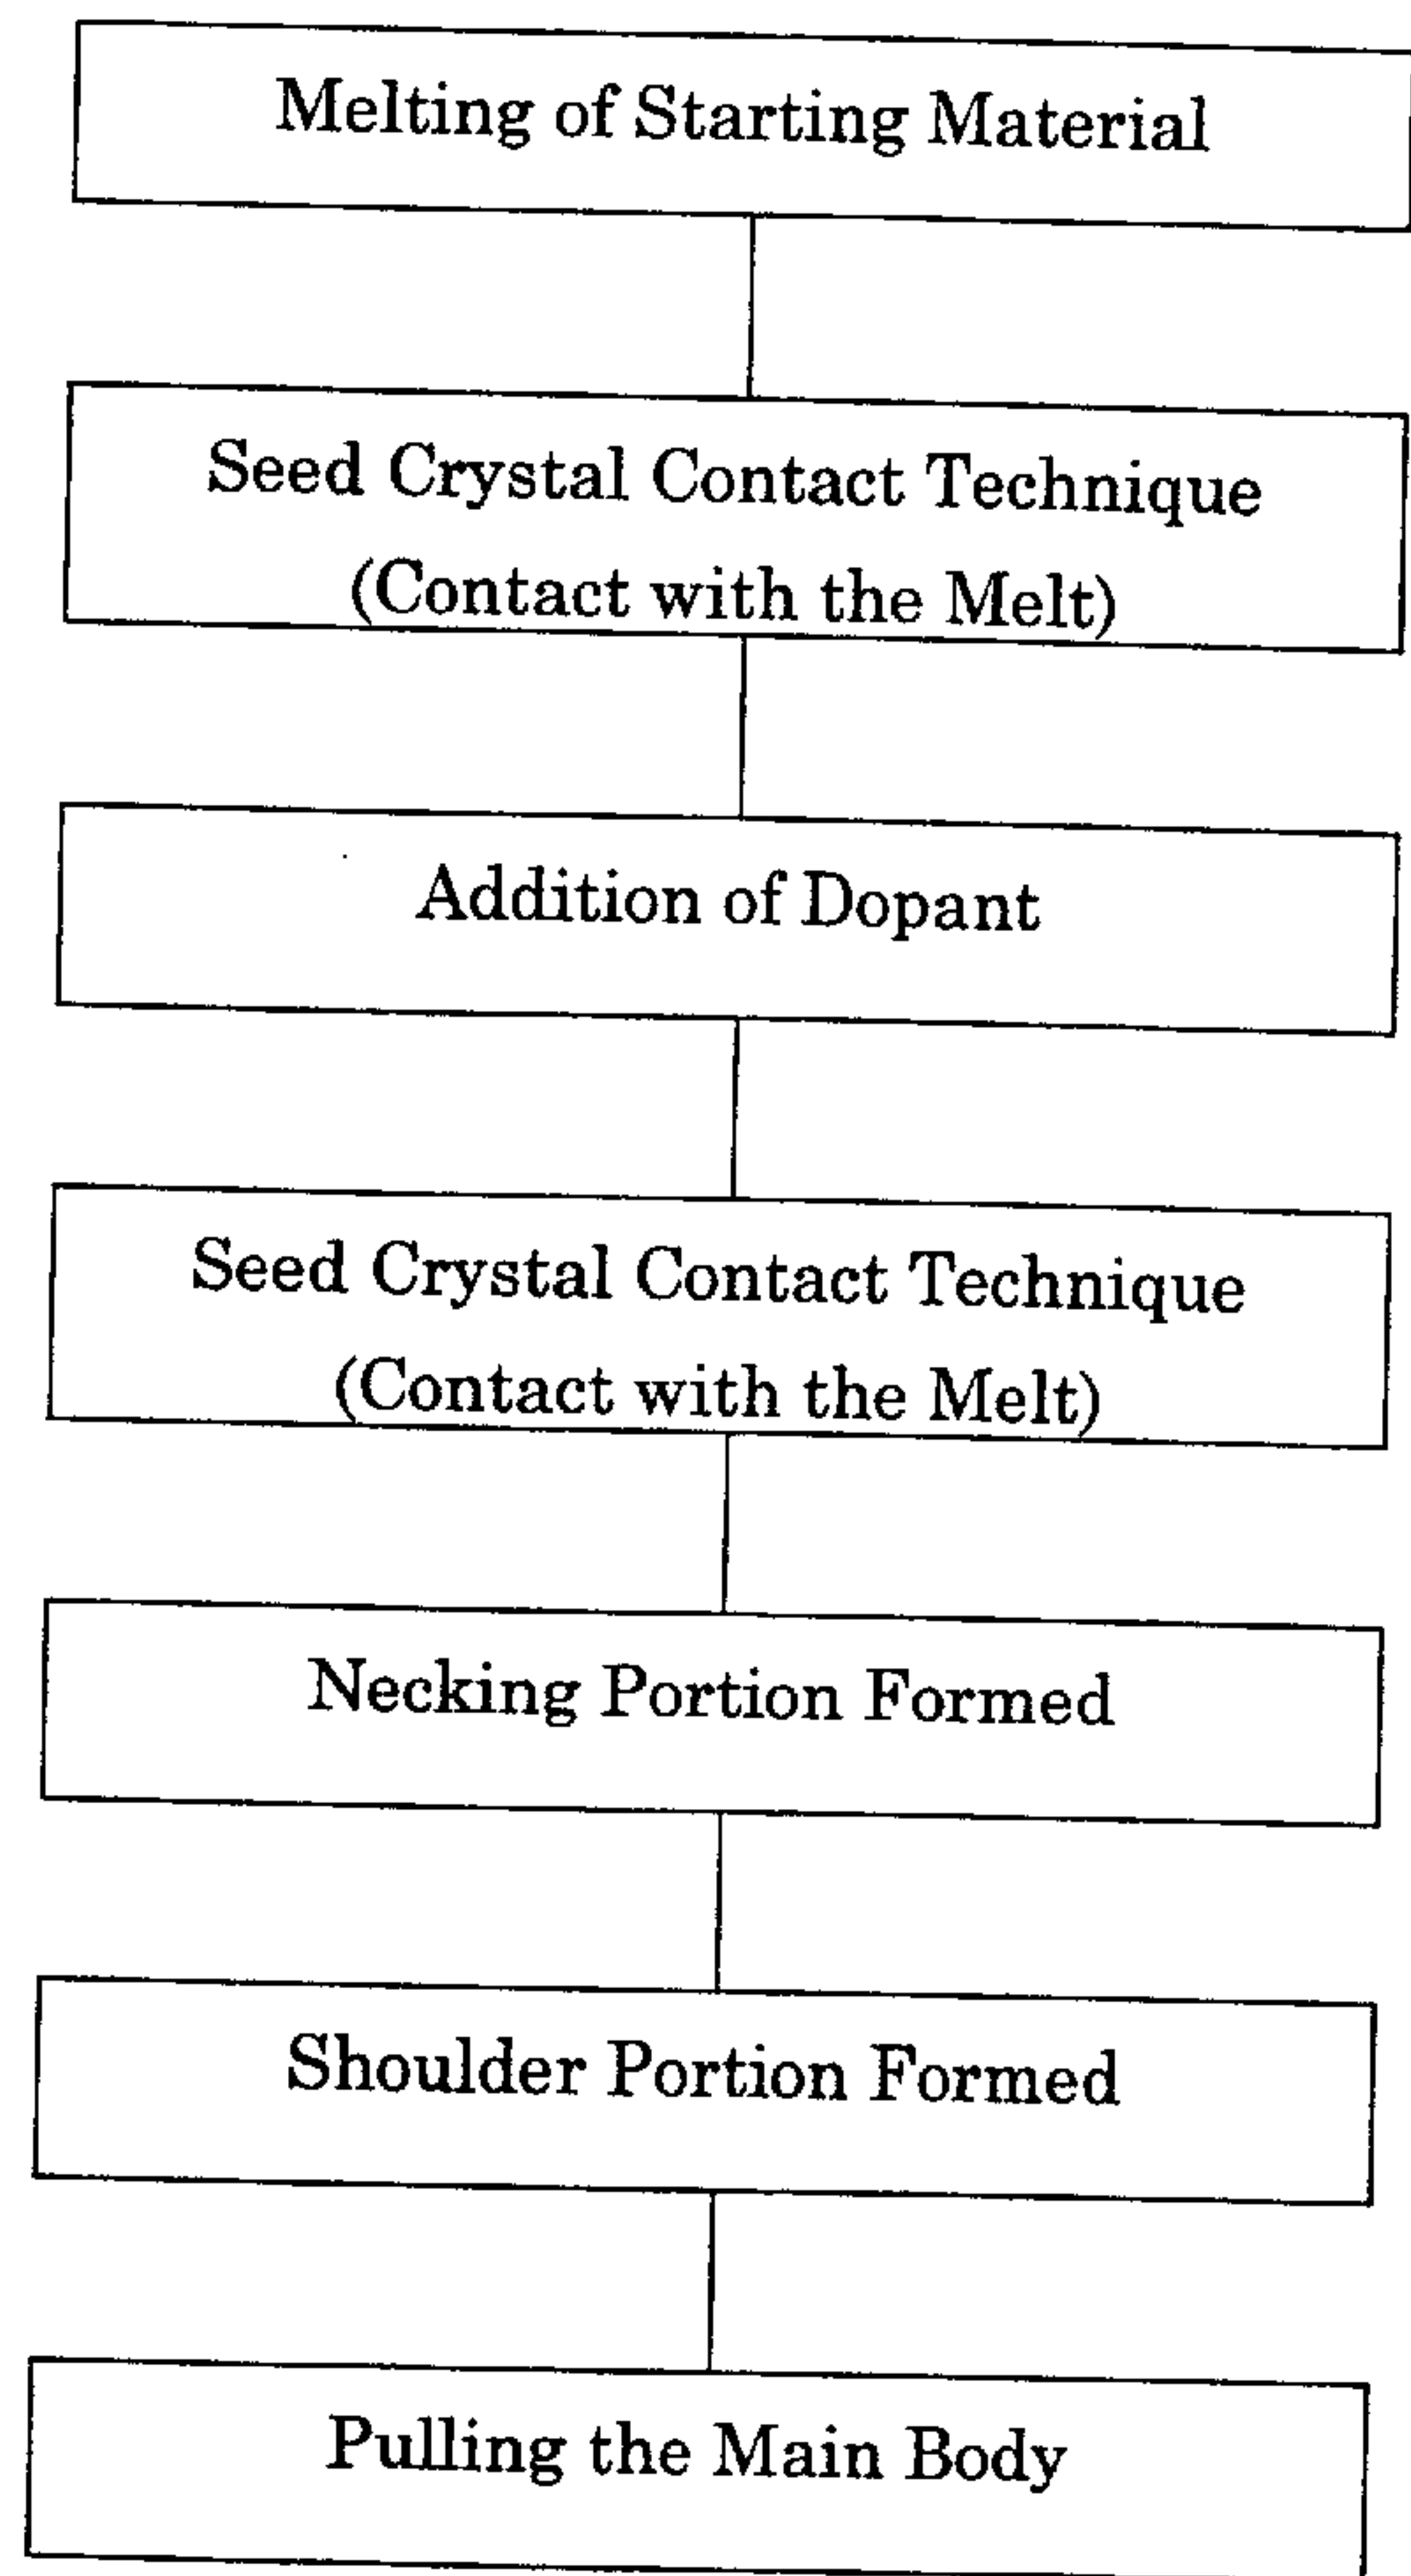 Melting of Starting Material
Seed Crystal Contact Technique
(Contact with the Melt)
Addition of Dopant
Seed Crystal Contact Technique
(Contact with the Melt)
Necking Portion Formed
Shoulder Portion Formed
Pulling the Main Body